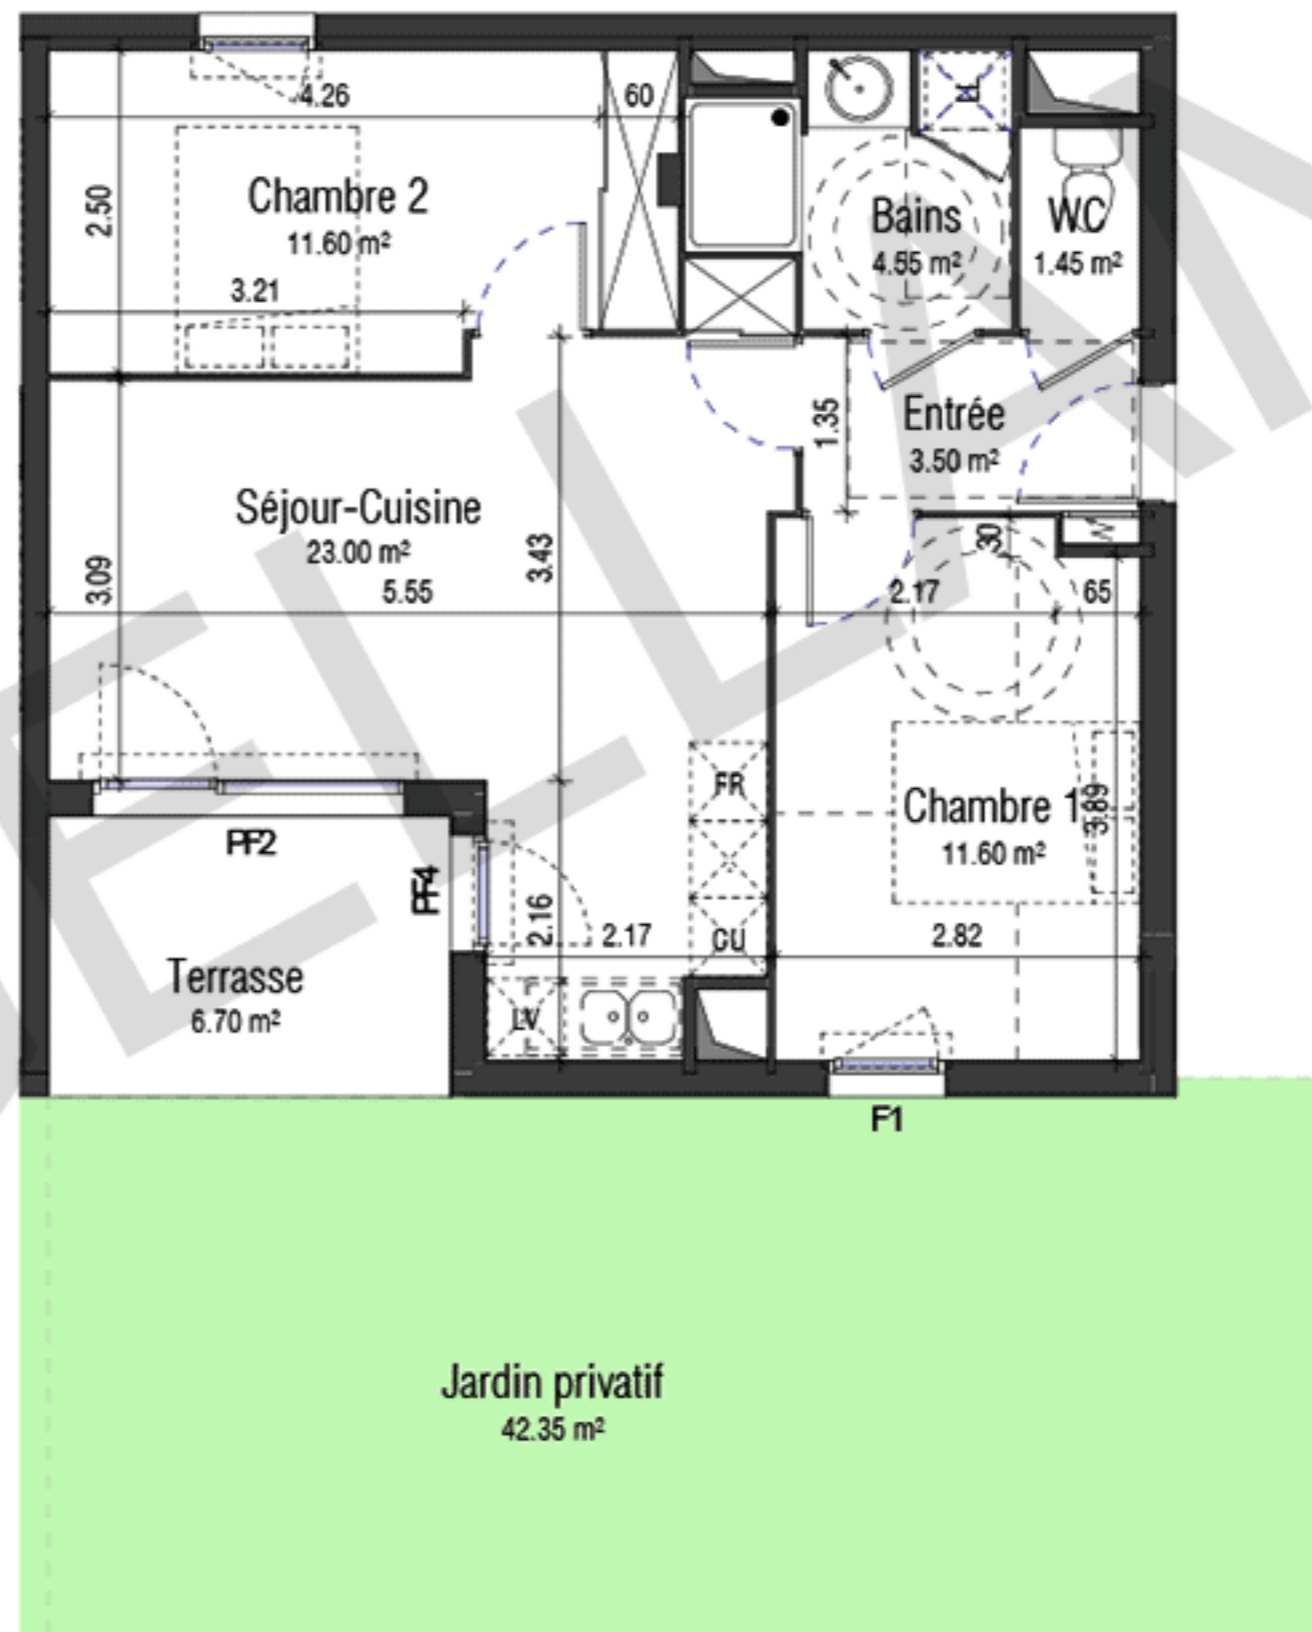 4.26
60
2.50
Chambre 2
11.60 m²
3.21
Bains
4.55 m²
WC
1.45 m²
1.35
Entrée
3.50 m²
Séjour-Cuisine
23.00 m²
5.55
3.09
3.43
30
2.17
65
FR
Chambre 1
11.60 m²
3.89
PF2
PF4
2.16
2.17
CU
2.82
Terrasse
6.70 m²
LV
F1
Jardin privatif
42.35 m²